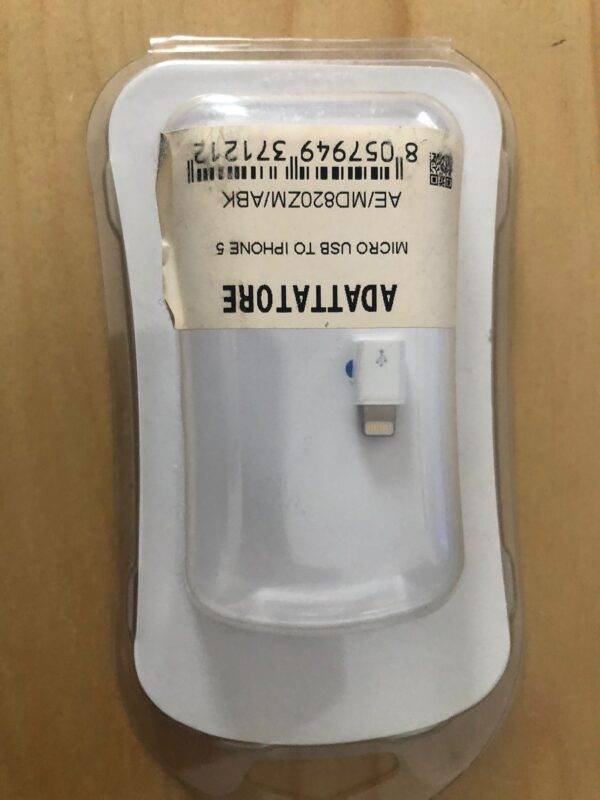 ADATTATORE
MICRO USB TO IPHONE 5
AE/MD820ZM/ABK
8 057949 371212